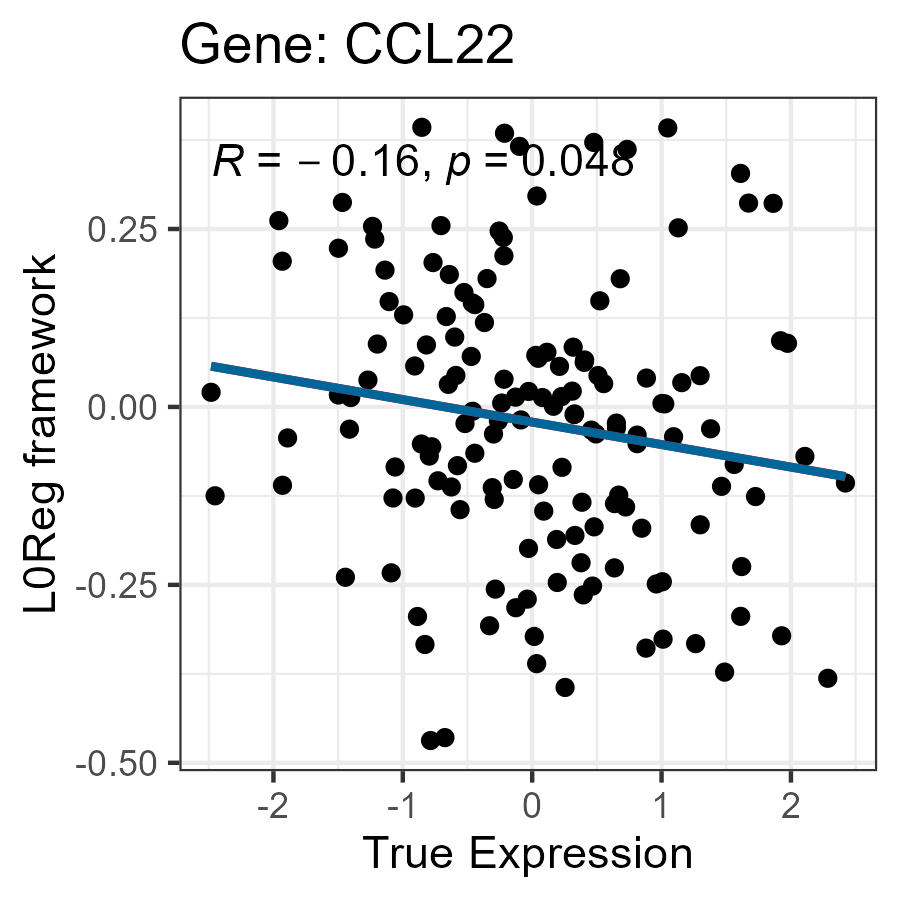 Gene: CCL22
R = − 0.16, p = 0.048
0.25
0.00
-0.25
-0.50
L0Reg framework
-2 -1 0 1 2
True Expression